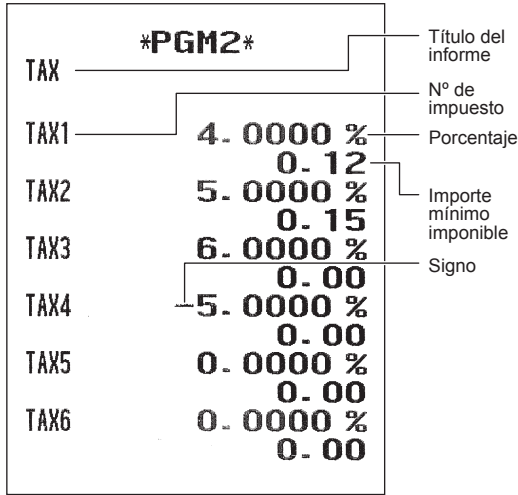 *PGM2*
TAX
TAX1 4.0000 %
0.12
TAX2 5.0000 %
0.15
TAX3 6.0000 %
0.00
TAX4 -5.0000 %
0.00
TAX5 0.0000 %
0.00
TAX6 0.0000 %
0.00
Título del
informe
Nº de
impuesto
Porcentaje
Importe
mínimo
imponible
Signo